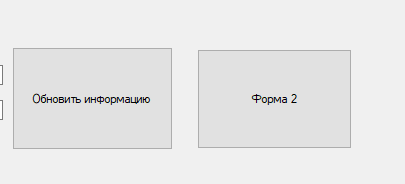 Обновить информацию
Форма 2